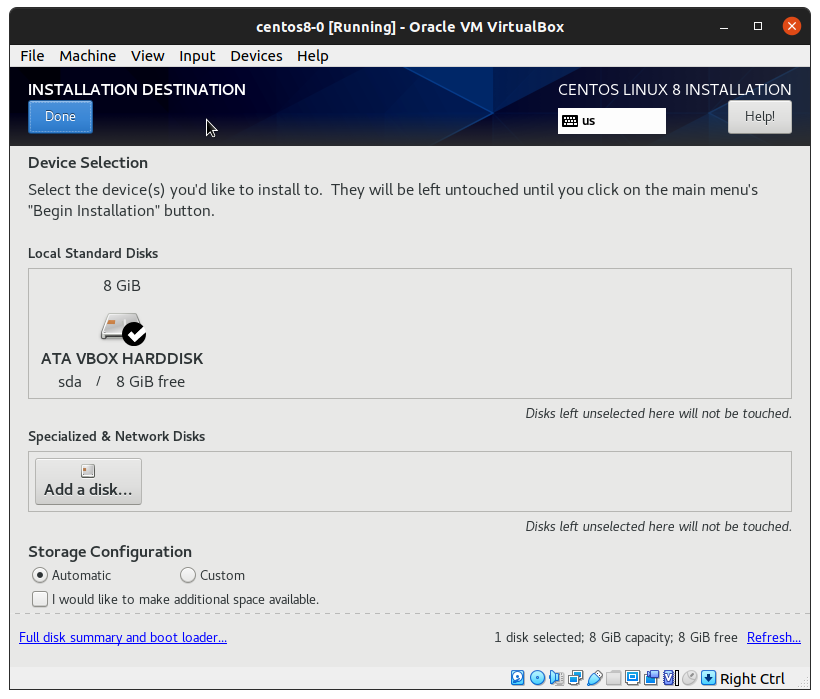 centos8-0 [Running] - Oracle VM VirtualBox
File Machine View Input Devices Help
INSTALLATION DESTINATION
CENTOS LINUX 8 INSTALLATION
Done
us
Help!
Device Selection
Select the device(s) you'd like to install to.  They will be left untouched until you click on the main menu's
"Begin Installation" button.
Local Standard Disks
8 GiB
ATA VBOX HARDDISK
sda / 8 GiB free
Disks left unselected here will not be touched.
Specialized & Network Disks
Add a disk...
Disks left unselected here will not be touched.
Storage Configuration
Automatic Custom
I would like to make additional space available.
Full disk summary and boot loader... 1 disk selected; 8 GiB capacity; 8 GiB free Refresh...
Right Ctrl